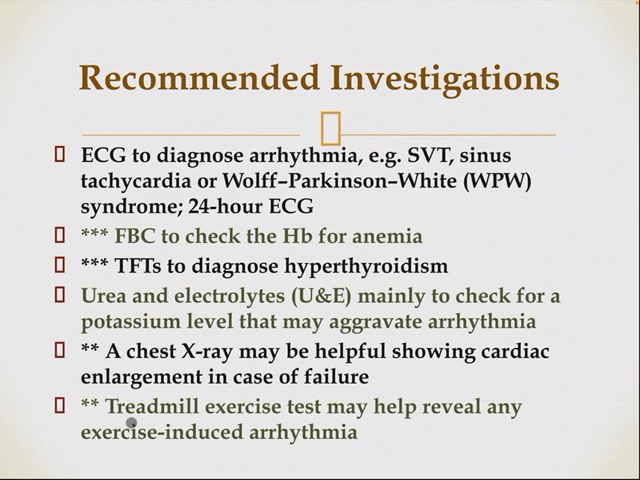 Recommended Investigations
ECG to diagnose arrhythmia, e.g. SVT, sinus
tachycardia or Wolff–Parkinson–White (WPW)
syndrome; 24-hour ECG
*** FBC to check the Hb for anemia
*** TFTs to diagnose hyperthyroidism
Urea and electrolytes (U&E) mainly to check for a
potassium level that may aggravate arrhythmia
** A chest X-ray may be helpful showing cardiac
enlargement in case of failure
** Treadmill exercise test may help reveal any
exercise-induced arrhythmia